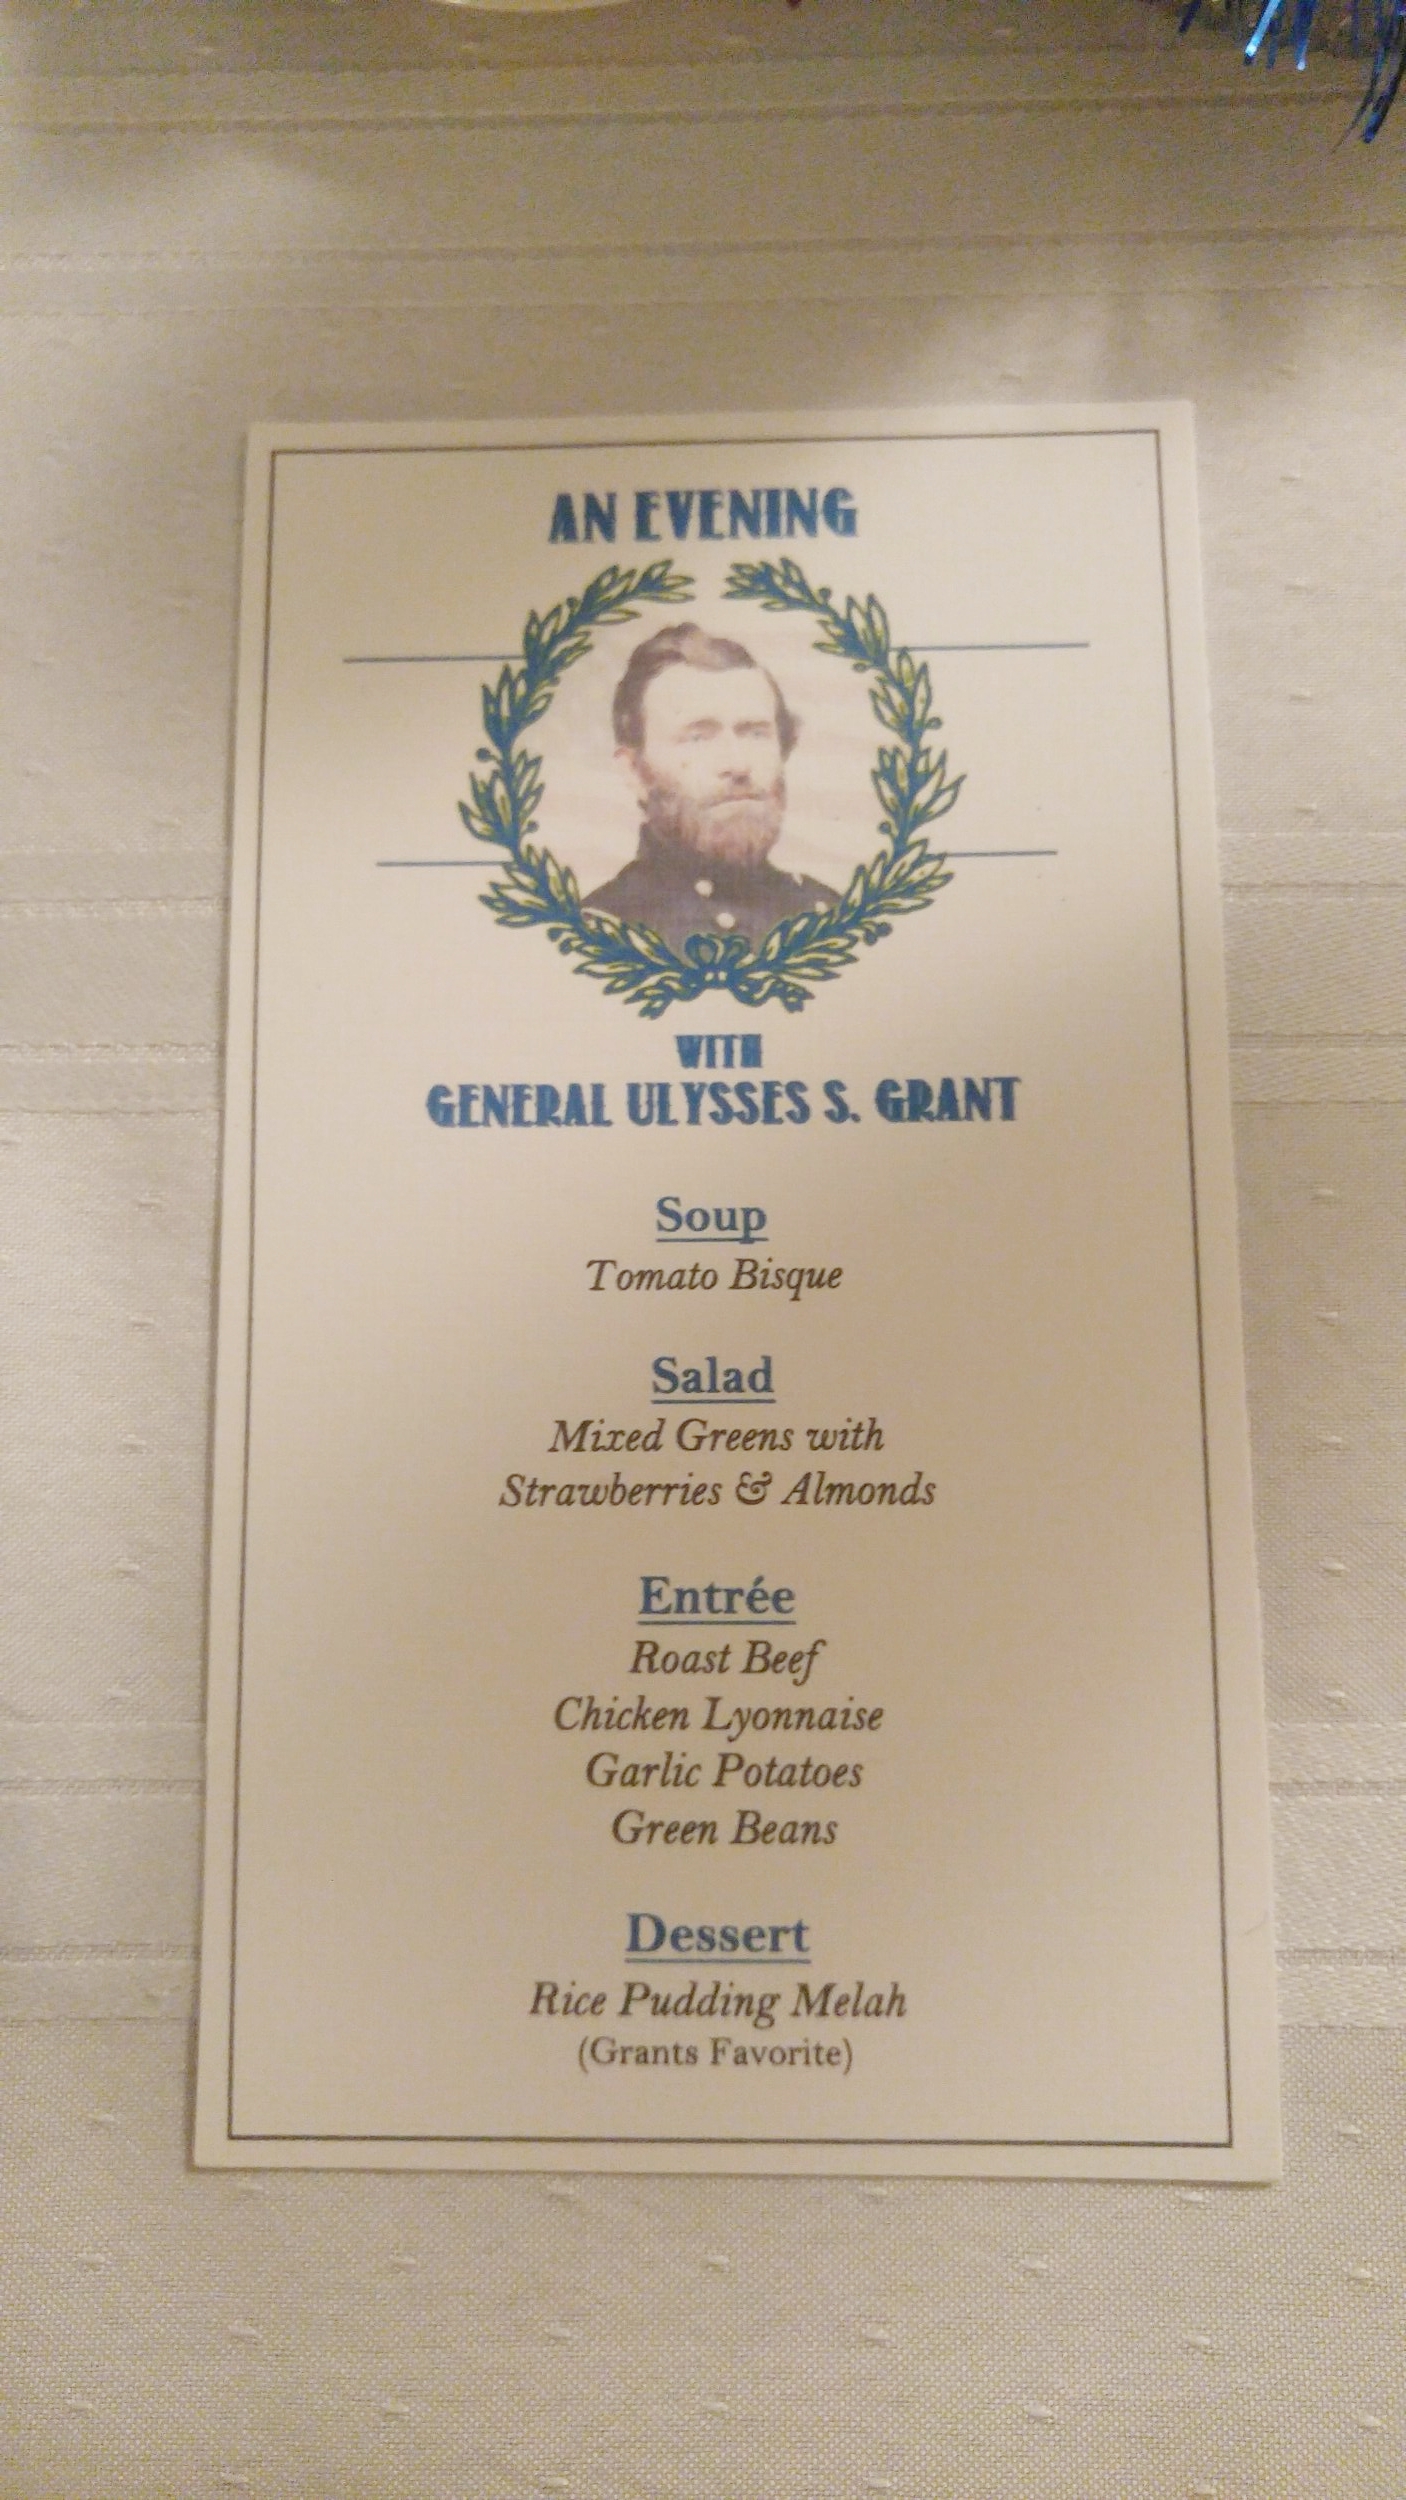 AN EVENING
WITH
GENERAL ULYSSES S. GRANT
Soup
Tomato Bisque
Salad
Mixed Greens with
Strawberries & Almonds
Entrée
Roast Beef
Chicken Lyonnaise
Garlic Potatoes
Green Beans
Dessert
Rice Pudding Melah
(Grants Favorite)